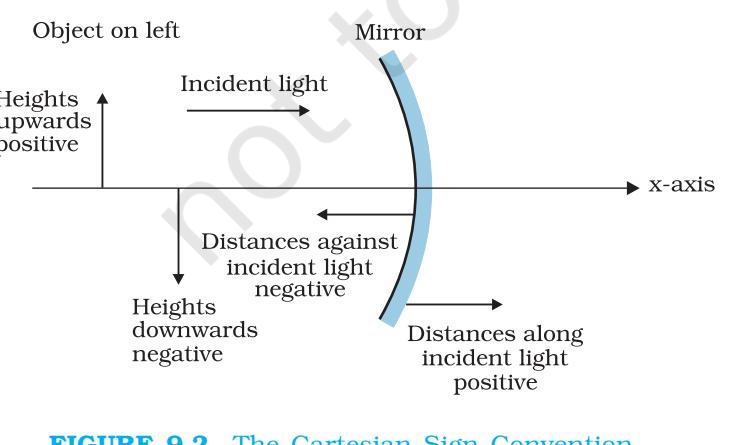 Object on left
Mirror
Incident light
Heights
upwards
positive
x-axis
Distances against
incident light
negative
Heights
downwards
negative
Distances along
incident light
positive
not to
FIGURE 9.2 The Cartesian Sign Convention